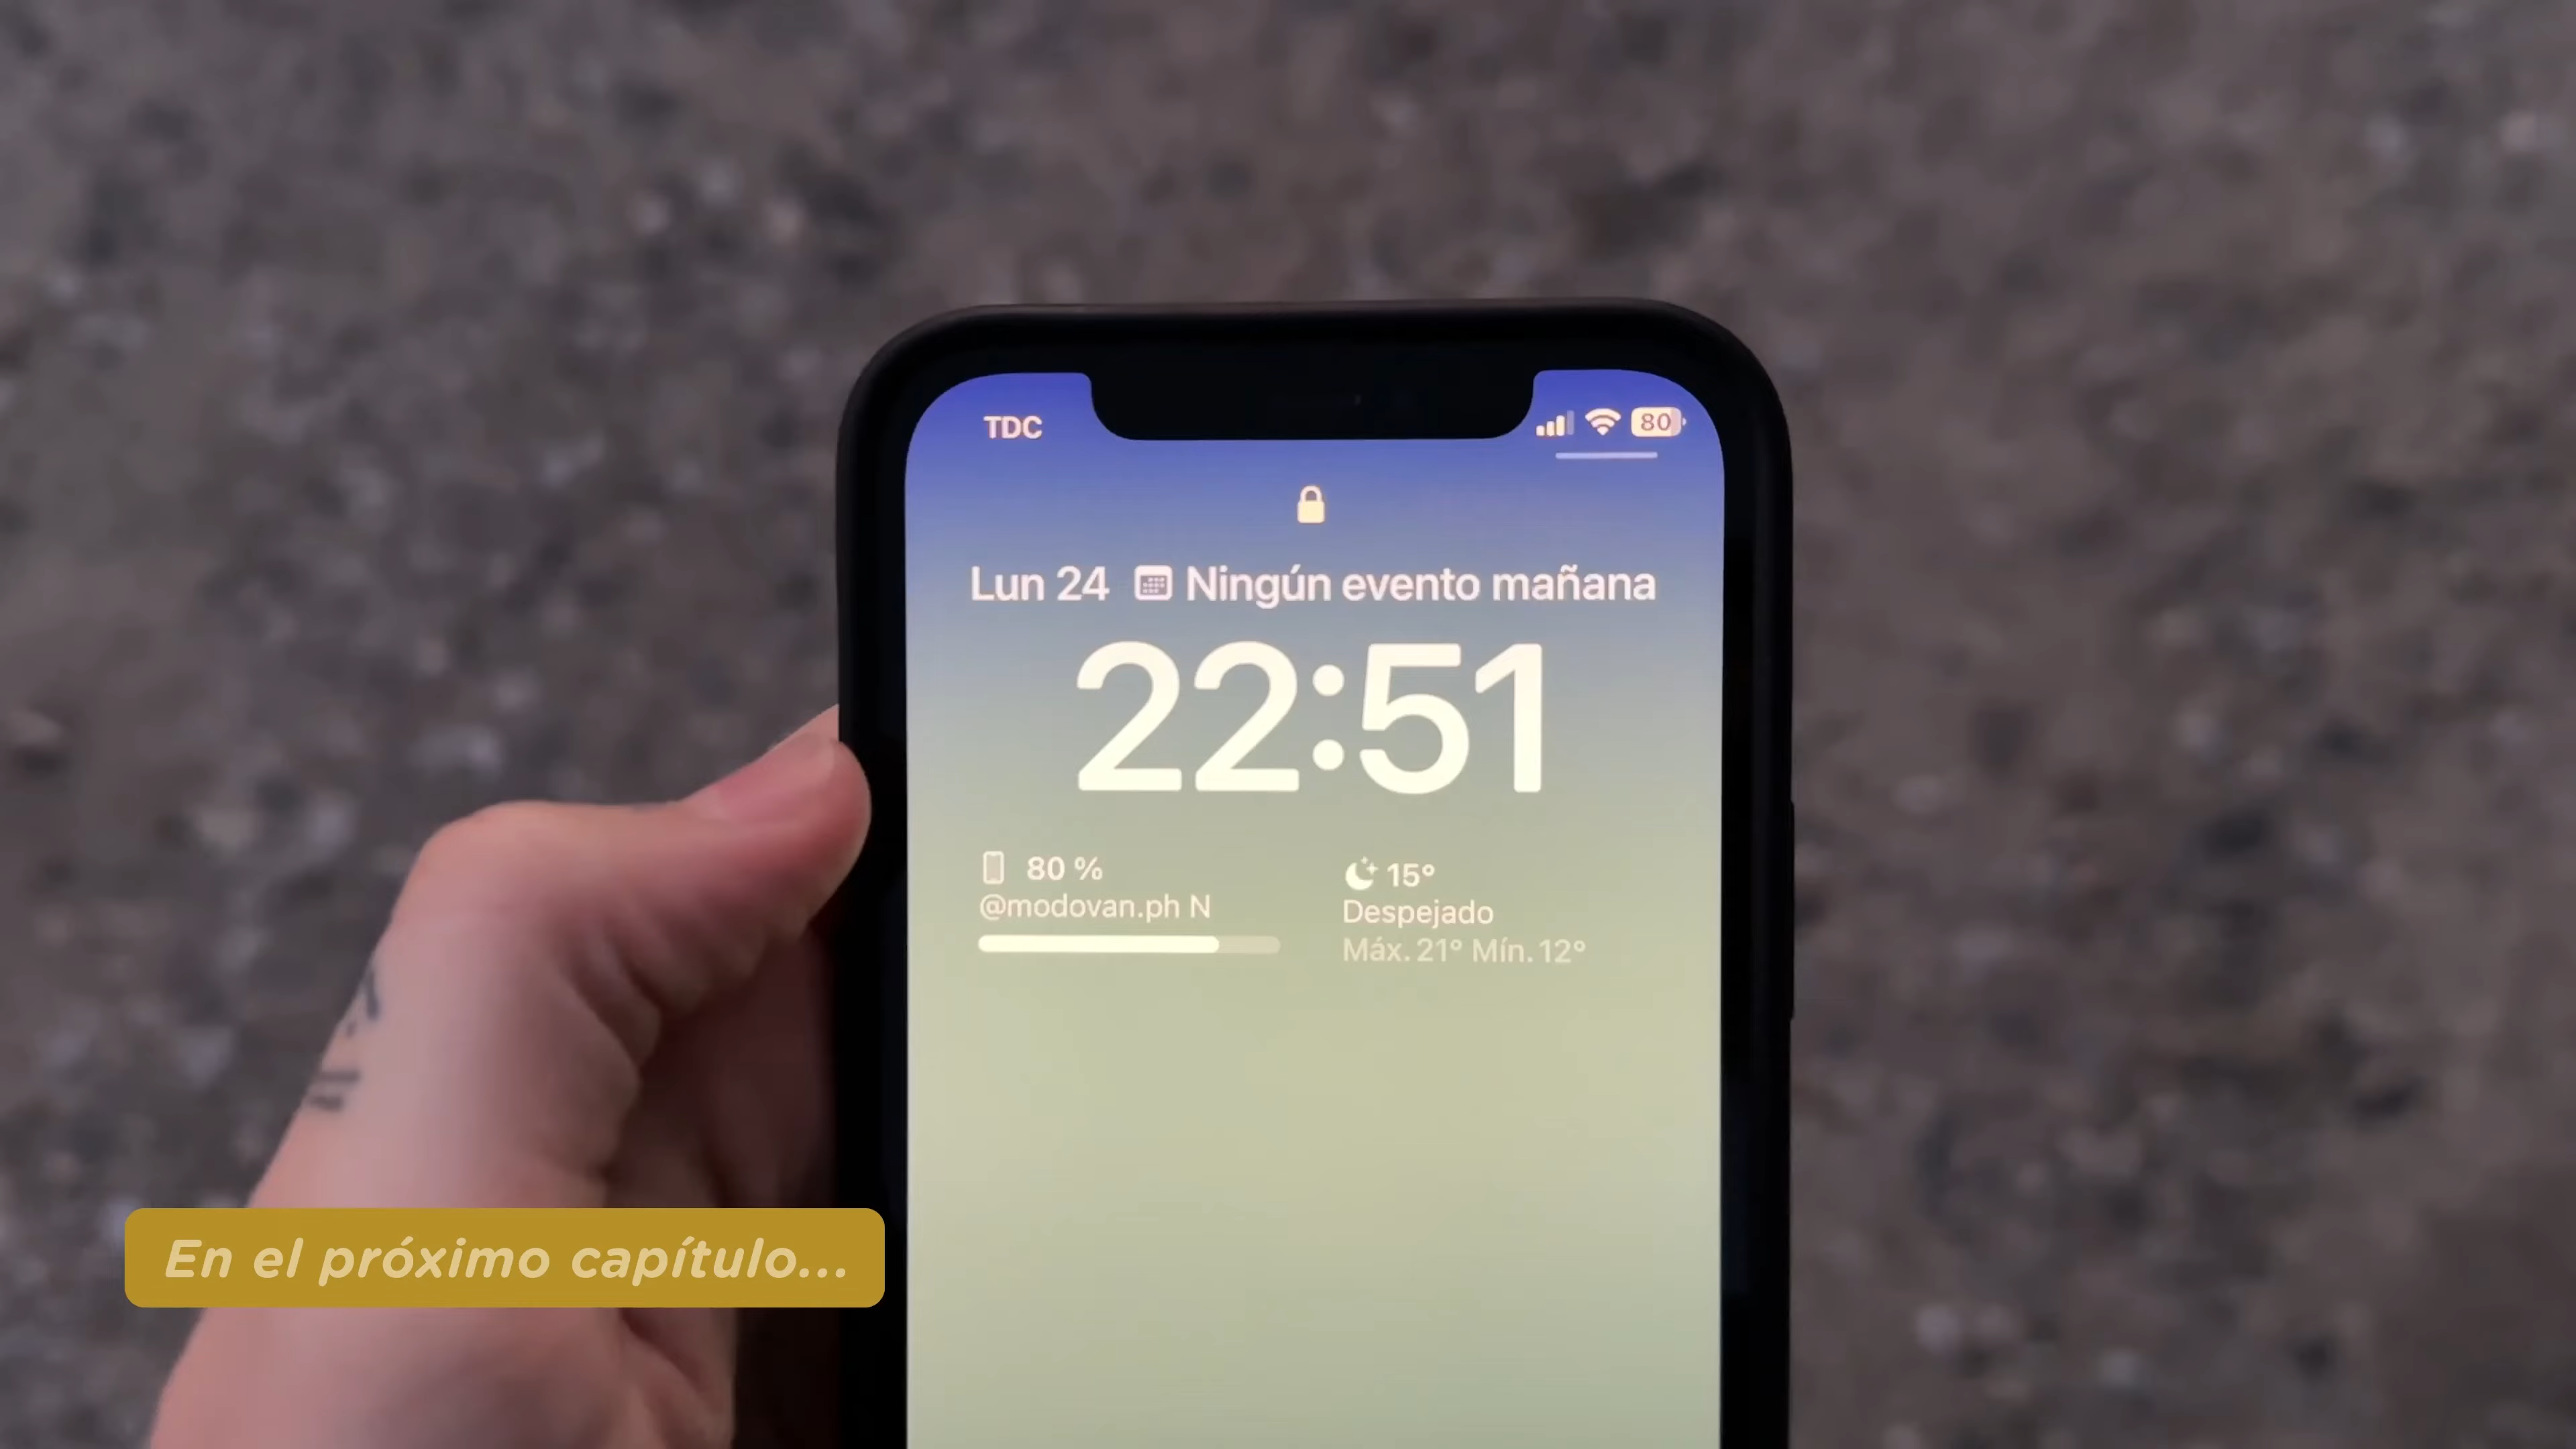 TDC
80
Lun 24 Ningún evento mañana
22:51
80 %
@modovan.ph N
15°
Despejado
Máx. 21° Mín. 12°
En el próximo capítulo...